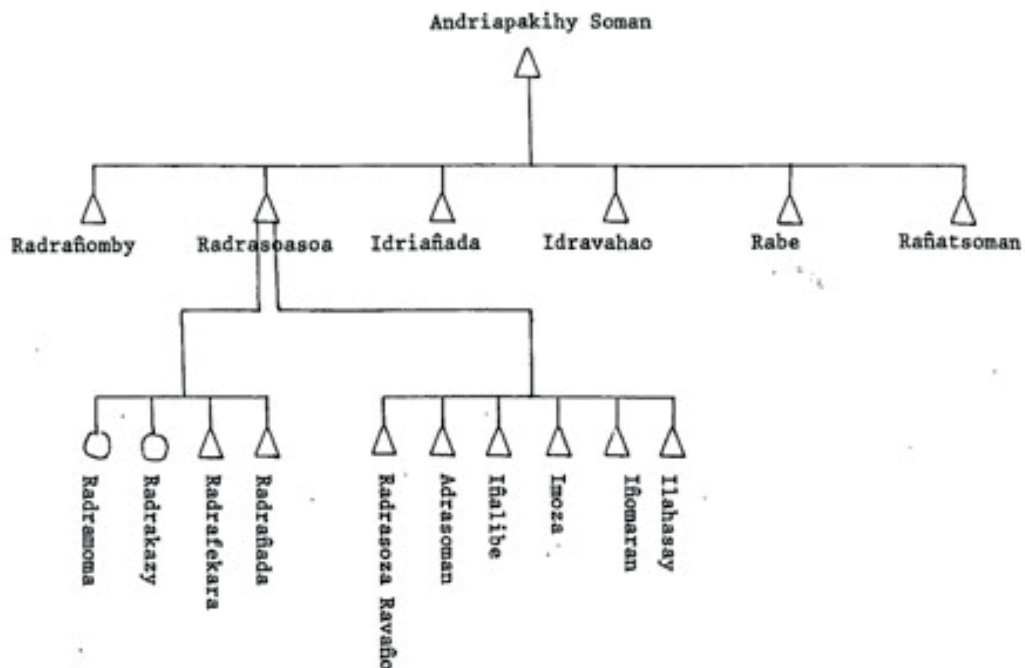 Andriapakihy Soman
Radrañomby Radrasoasoa Idriañada Idravahao Rabe Rañatsoman
Radramoma
Radrakazy
Radrafekara
Radrañada
Radrasoza Ravaño
Adrasoman
Iñalibe
Imoza
Iñomaran
Ilahasay